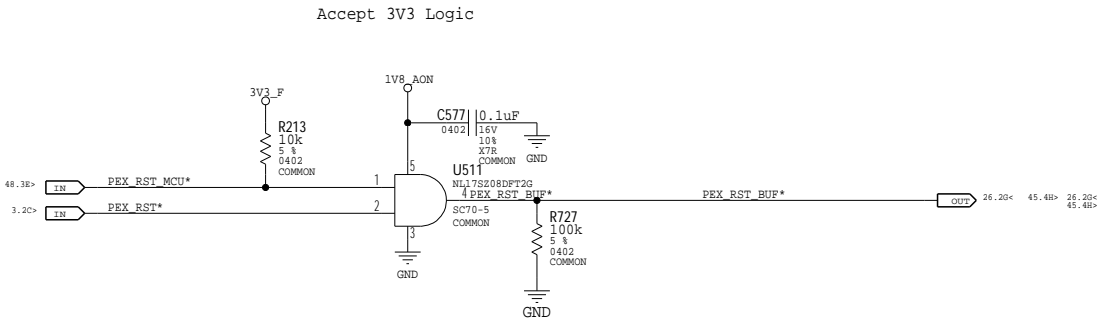 Accept 3V3 Logic
1V8_AON
3V3_F
C577 0.1uF
0402 16V
10%
X7R
COMMON
GND
R213
10k
5 %
0402
COMMON
5
U511
NL17SZ08DFT2G
48.3E> IN PEX_RST_MCU* 1
4 PEX_RST_BUF* PEX_RST_BUF* OUT 26.2G< 45.4H> 26.2G<
45.4H>
3.2C> IN PEX_RST* 2
SC70-5
COMMON
3
GND
R727
100k
5 %
0402
COMMON
GND